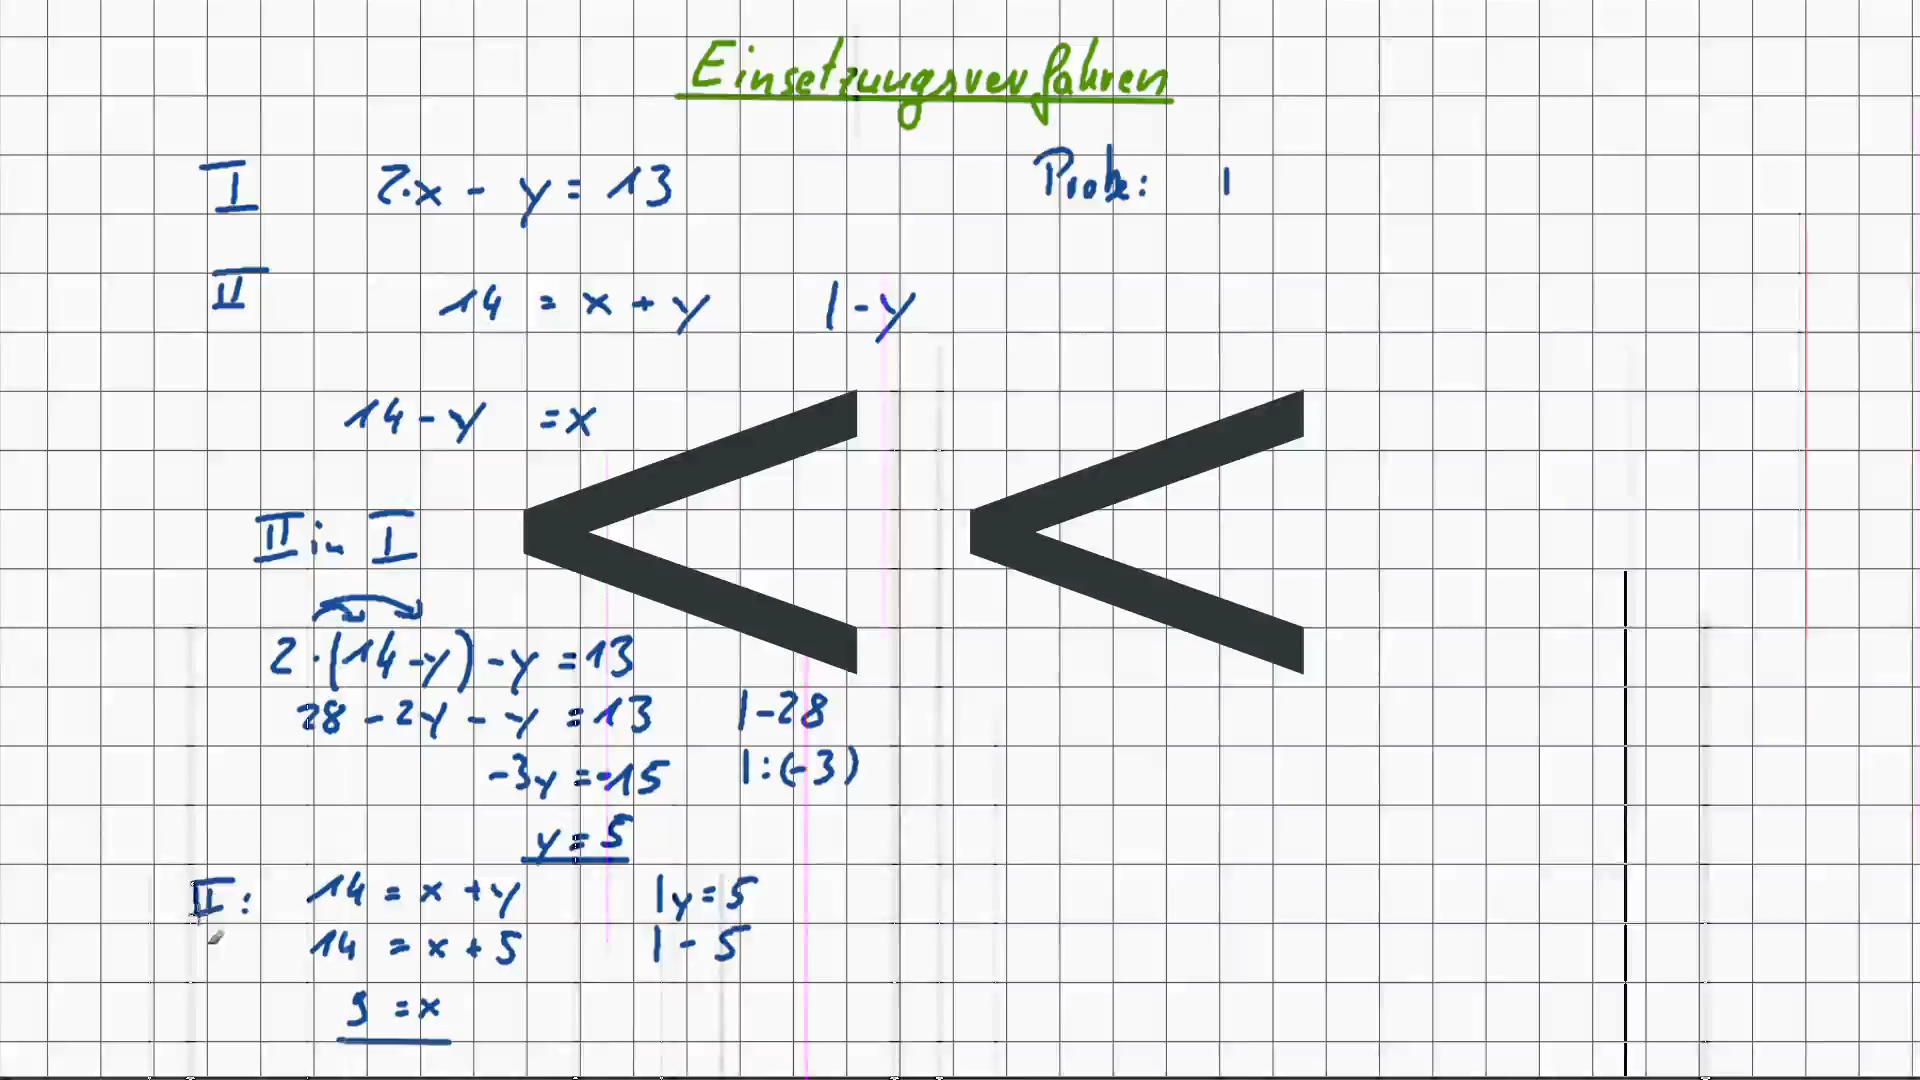 Einsetzungsverfahren
I 2·x - y = 13
Probe: I
II 14 = x + y |-y
14 - y = x
II in I
2·(14-y) - y = 13
28 - 2y - y = 13 |-28
-3y = -15 |:(-3)
y = 5
II: 14 = x + y |y = 5
14 = x + 5 |- 5
9 = x